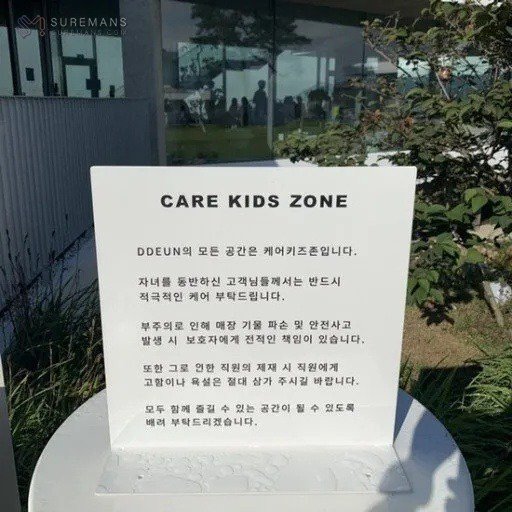 SUREMANS
SUREMANS.COM
CARE KIDS ZONE
DDEUN의 모든 공간은 케어키즈존입니다.
자녀를 동반하신 고객님들께서는 반드시
적극적인 케어 부탁드립니다.
부주의로 인해 매장 기물 파손 및 안전사고
발생 시 보호자에게 전적인 책임이 있습니다.
또한 그로 인한 직원의 제재 시 직원에게
고함이나 욕설은 절대 삼가 주시길 바랍니다.
모두 함께 즐길 수 있는 공간이 될 수 있도록
배려 부탁드리겠습니다.